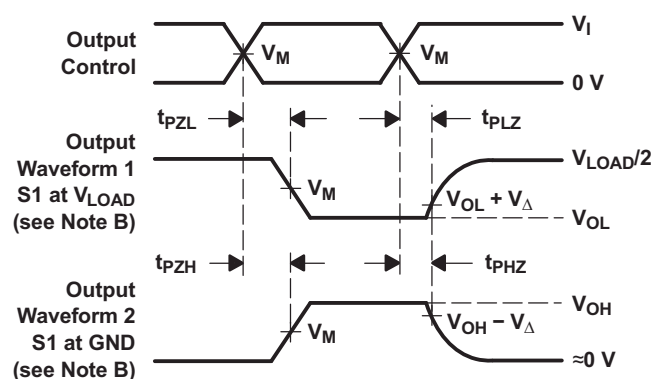 Output
Control
V_I
V_M
V_M
0 V
t_PZL
t_PLZ
Output
Waveform 1
S1 at V_LOAD
(see Note B)
V_LOAD/2
V_M
V_OL + V_Δ
V_OL
t_PZH
t_PHZ
Output
Waveform 2
S1 at GND
(see Note B)
V_OH
V_M
V_OH − V_Δ
≈0 V